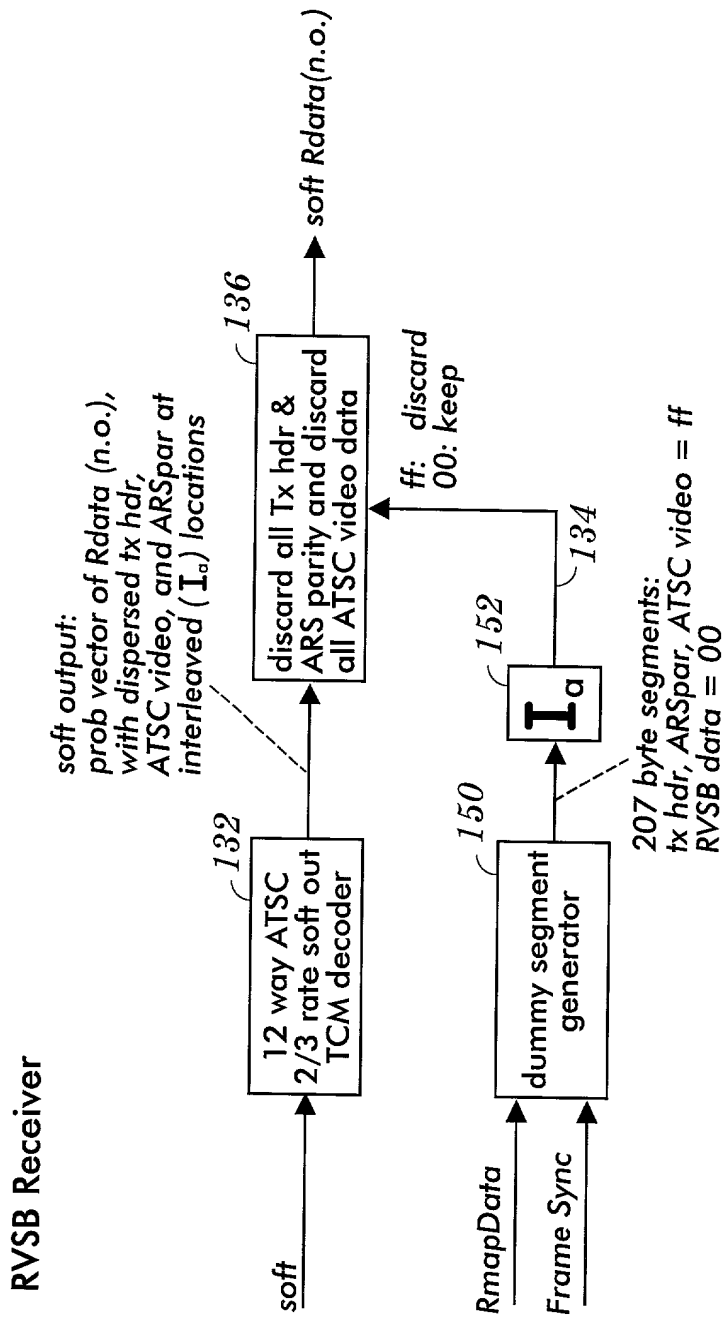 RVSB Receiver
soft output:
prob vector of Rdata (n.o.),
with dispersed tx hdr,
ATSC video, and ARSpar at
interleaved (Ia) locations
soft
132
12 way ATSC
2/3 rate soft out
TCM decoder
136
discard all Tx hdr &
ARS parity and discard
all ATSC video data
soft Rdata(n.o.)
ff: discard
00: keep
RmapData
Frame Sync
150
dummy segment
generator
152
Ia
134
207 byte segments:
tx hdr, ARSpar, ATSC video = ff
RVSB data = 00